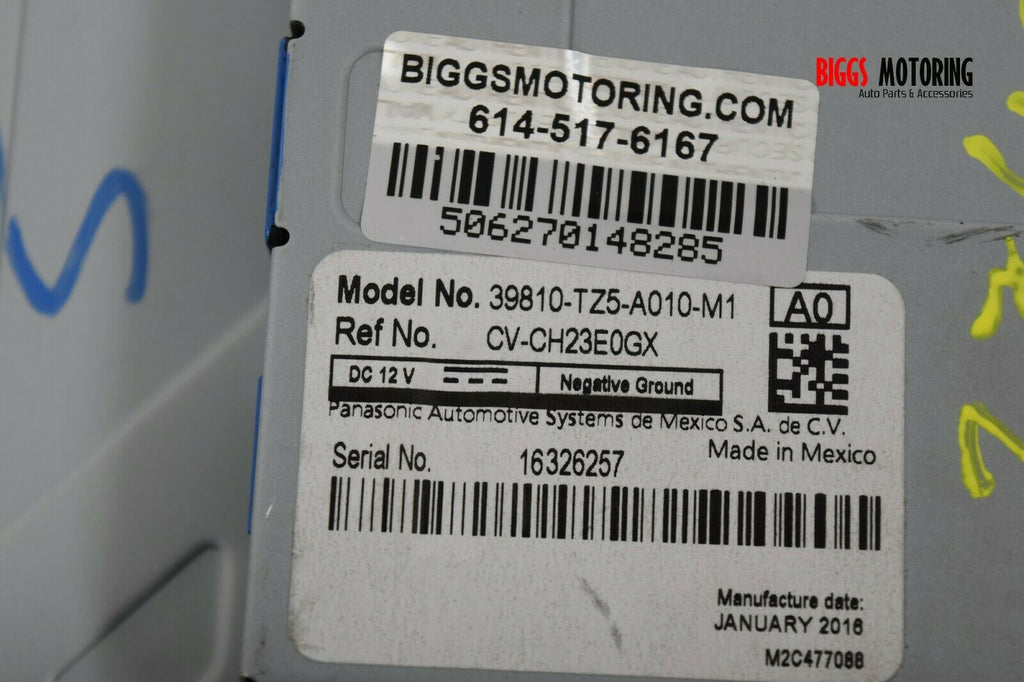 BIGGS MOTORING
Auto Parts & Accessories
BIGGSMOTORING.COM
614-517-6167
506270148285
Model No. 39810-TZ5-A010-M1
A0
Ref No. CV-CH23E0GX
DC 12 V Negative Ground
Panasonic Automotive Systems de Mexico S.A. de C.V.
Made in Mexico
Serial No. 16326257
Manufacture date:
JANUARY 2016
M2C477088